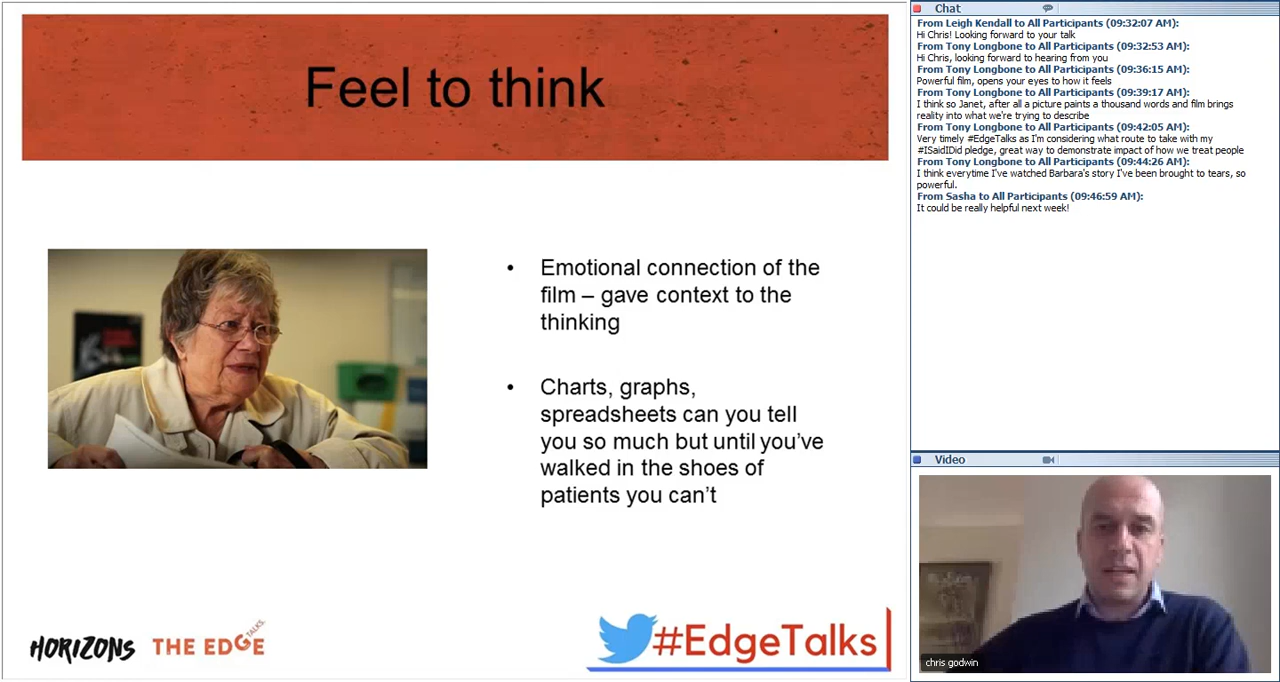 Feel to think
• Emotional connection of the
film – gave context to the
thinking
• Charts, graphs,
spreadsheets can you tell
you so much but until you’ve
walked in the shoes of
patients you can’t
HORIZONS
THE EDGE TALKS
#EdgeTalks
Chat
From Leigh Kendall to All Participants (09:32:07 AM):
Hi Chris! Looking forward to your talk
From Tony Longbone to All Participants (09:32:53 AM):
Hi Chris, looking forward to hearing from you
From Tony Longbone to All Participants (09:36:15 AM):
Powerful film, opens your eyes to how it feels
From Tony Longbone to All Participants (09:39:17 AM):
I think so Janet, after all a picture paints a thousand words and film brings
reality into what we're trying to describe
From Tony Longbone to All Participants (09:42:05 AM):
Very timely #EdgeTalks as I'm considering what route to take with my
#ISaidIDid pledge, great way to demonstrate impact of how we treat people
From Tony Longbone to All Participants (09:44:26 AM):
I think everytime I've watched Barbara's story I've been brought to tears, so
powerful.
From Sasha to All Participants (09:46:59 AM):
It could be really helpful next week!
Video
chris godwin